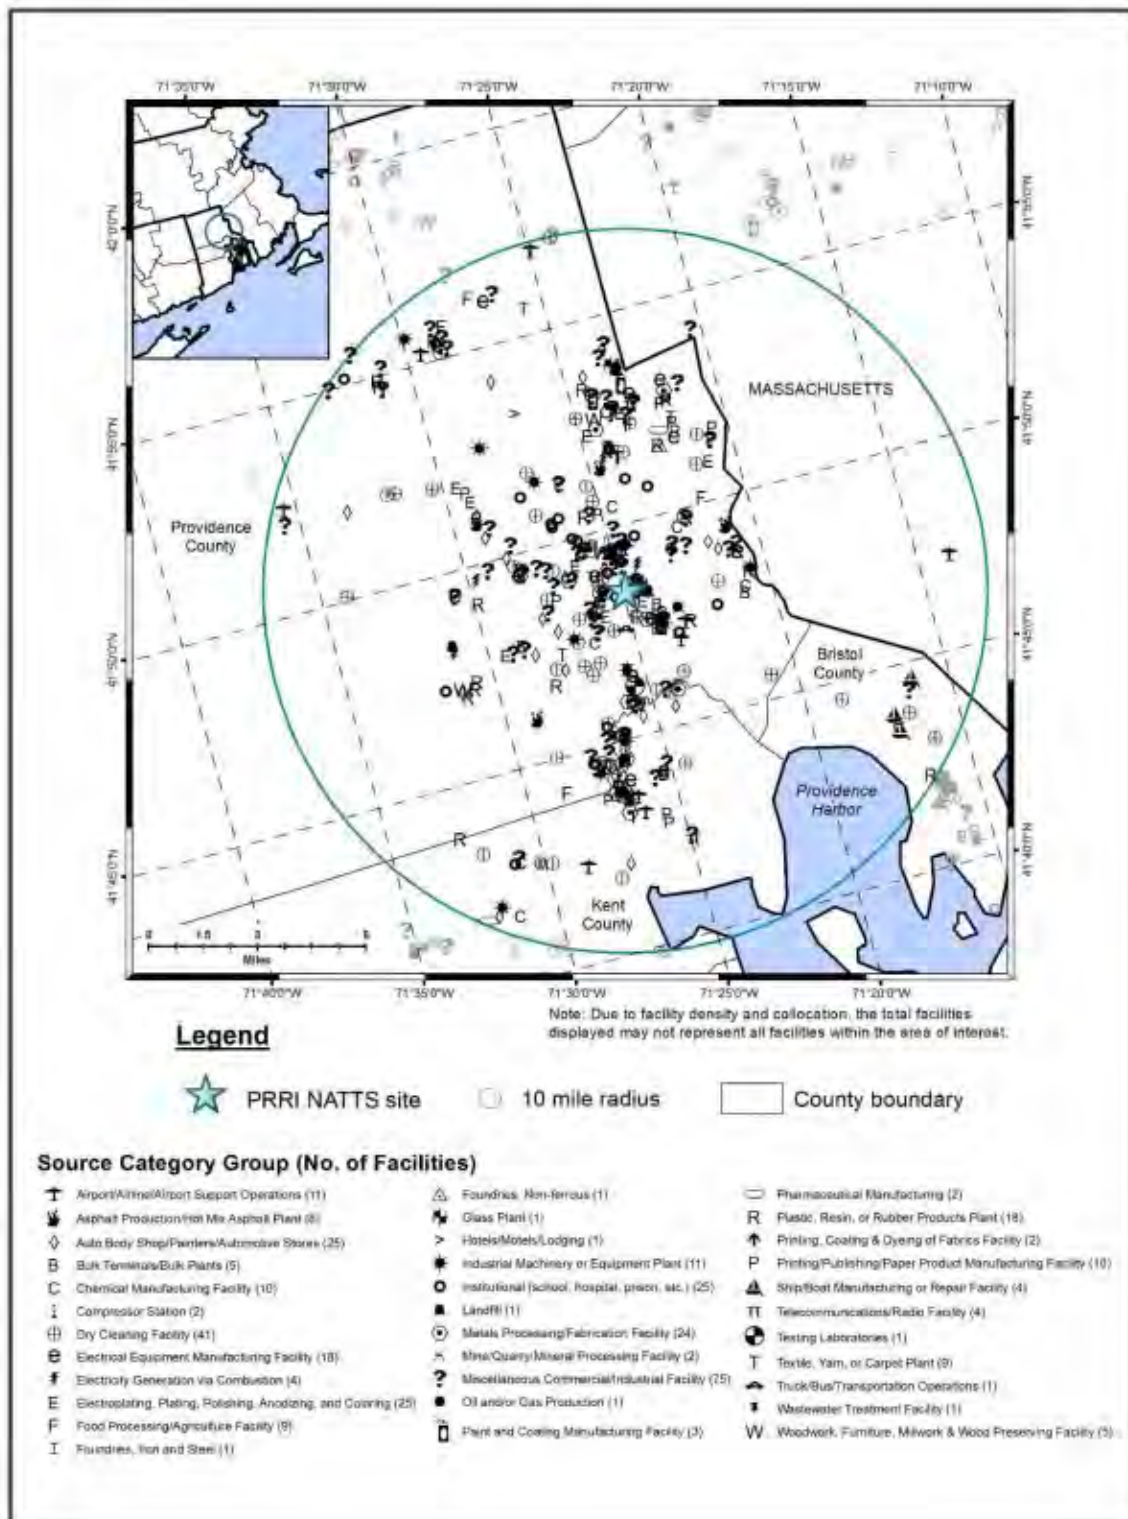 71°35'0"W 71°30'0"W 71°25'0"W 71°20'0"W 71°15'0"W 71°10'0"W
42°0'0"N
41°50'0"N
41°45'0"N
41°40'0"N
MASSACHUSETTS
Providence
County
Bristol
County
Providence
Harbor
Kent
County
0 1.5 3 6
Miles
71°40'0"W 71°35'0"W 71°30'0"W 71°25'0"W 71°20'0"W
Note: Due to facility density and collocation, the total facilities
displayed may not represent all facilities within the area of interest.
Legend
PRRI NATTS site 10 mile radius County boundary
Source Category Group (No. of Facilities)
Airport/Airline/Airport Support Operations (11)
Asphalt Production/Hot Mix Asphalt Plant (8)
Auto Body Shop/Painters/Automotive Stores (25)
B Bulk Terminals/Bulk Plants (5)
C Chemical Manufacturing Facility (10)
Compressor Station (2)
Dry Cleaning Facility (41)
e Electrical Equipment Manufacturing Facility (18)
Electricity Generation via Combustion (4)
E Electroplating, Plating, Polishing, Anodizing, and Coloring (25)
F Food Processing/Agriculture Facility (9)
I Foundries, Iron and Steel (1)
Foundries, Non-ferrous (1)
Glass Plant (1)
> Hotels/Motels/Lodging (1)
Industrial Machinery or Equipment Plant (11)
Institutional (school, hospital, prison, etc.) (25)
Landfill (1)
Metals Processing/Fabrication Facility (24)
Mine/Quarry/Mineral Processing Facility (2)
? Miscellaneous Commercial/Industrial Facility (75)
Oil and/or Gas Production (1)
Paint and Coating Manufacturing Facility (3)
Pharmaceutical Manufacturing (2)
R Plastic, Resin, or Rubber Products Plant (18)
Printing, Coating & Dyeing of Fabrics Facility (2)
P Printing/Publishing/Paper Product Manufacturing Facility (10)
Ship/Boat Manufacturing or Repair Facility (4)
Telecommunications/Radio Facility (4)
Testing Laboratories (1)
T Textile, Yarn, or Carpet Plant (9)
Truck/Bus/Transportation Operations (1)
Wastewater Treatment Facility (1)
W Woodwork, Furniture, Millwork & Wood Preserving Facility (5)